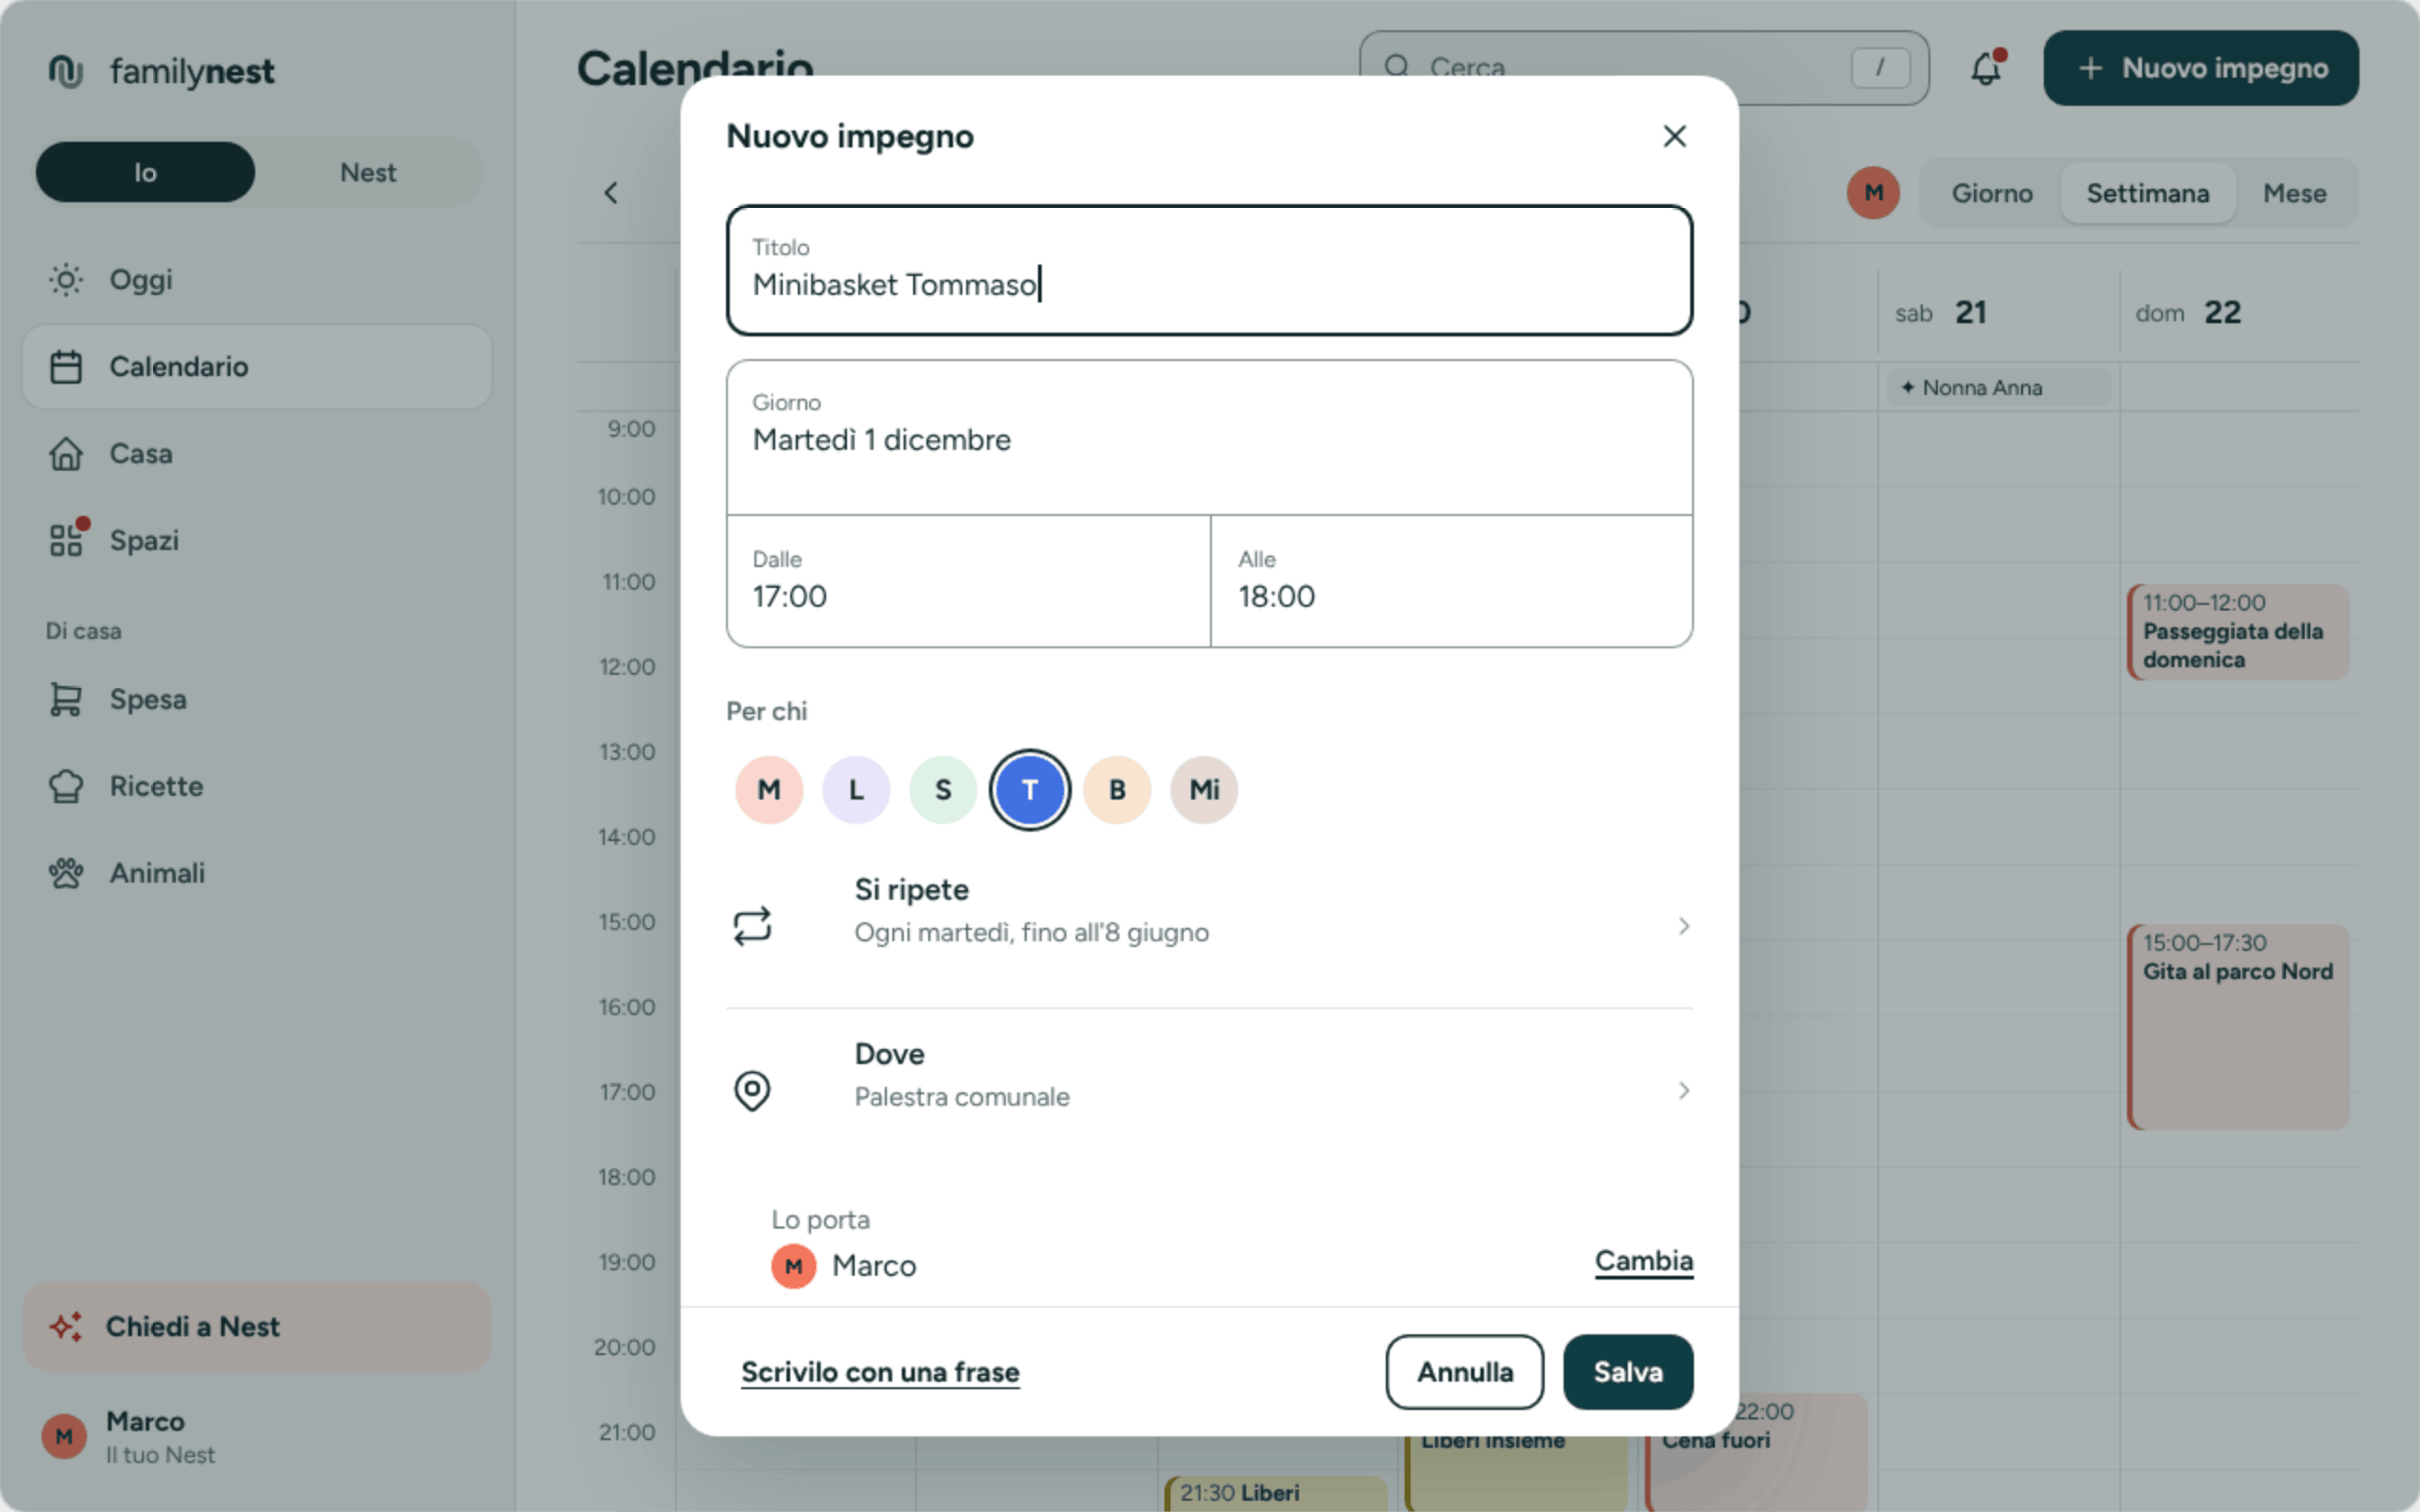 familynest
Io
Nest
Oggi
Calendario
Casa
Spazi
Di casa
Spesa
Ricette
Animali
Chiedi a Nest
M
Marco
Il tuo Nest
Calendario
Cerca
/
+ Nuovo impegno
M
Giorno
Settimana
Mese
sab 21
dom 22
Nonna Anna
9:00
10:00
11:00
12:00
13:00
14:00
15:00
16:00
17:00
18:00
19:00
20:00
21:00
11:00–12:00
Passeggiata della
domenica
15:00–17:30
Gita al parco Nord
22:00
Cena fuori
Liberi insieme
21:30 Liberi
Nuovo impegno
Titolo
Minibasket Tommaso
Giorno
Martedì 1 dicembre
Dalle
17:00
Alle
18:00
Per chi
M
L
S
T
B
Mi
Si ripete
Ogni martedì, fino all'8 giugno
Dove
Palestra comunale
Lo porta
M
Marco
Cambia
Scrivilo con una frase
Annulla
Salva